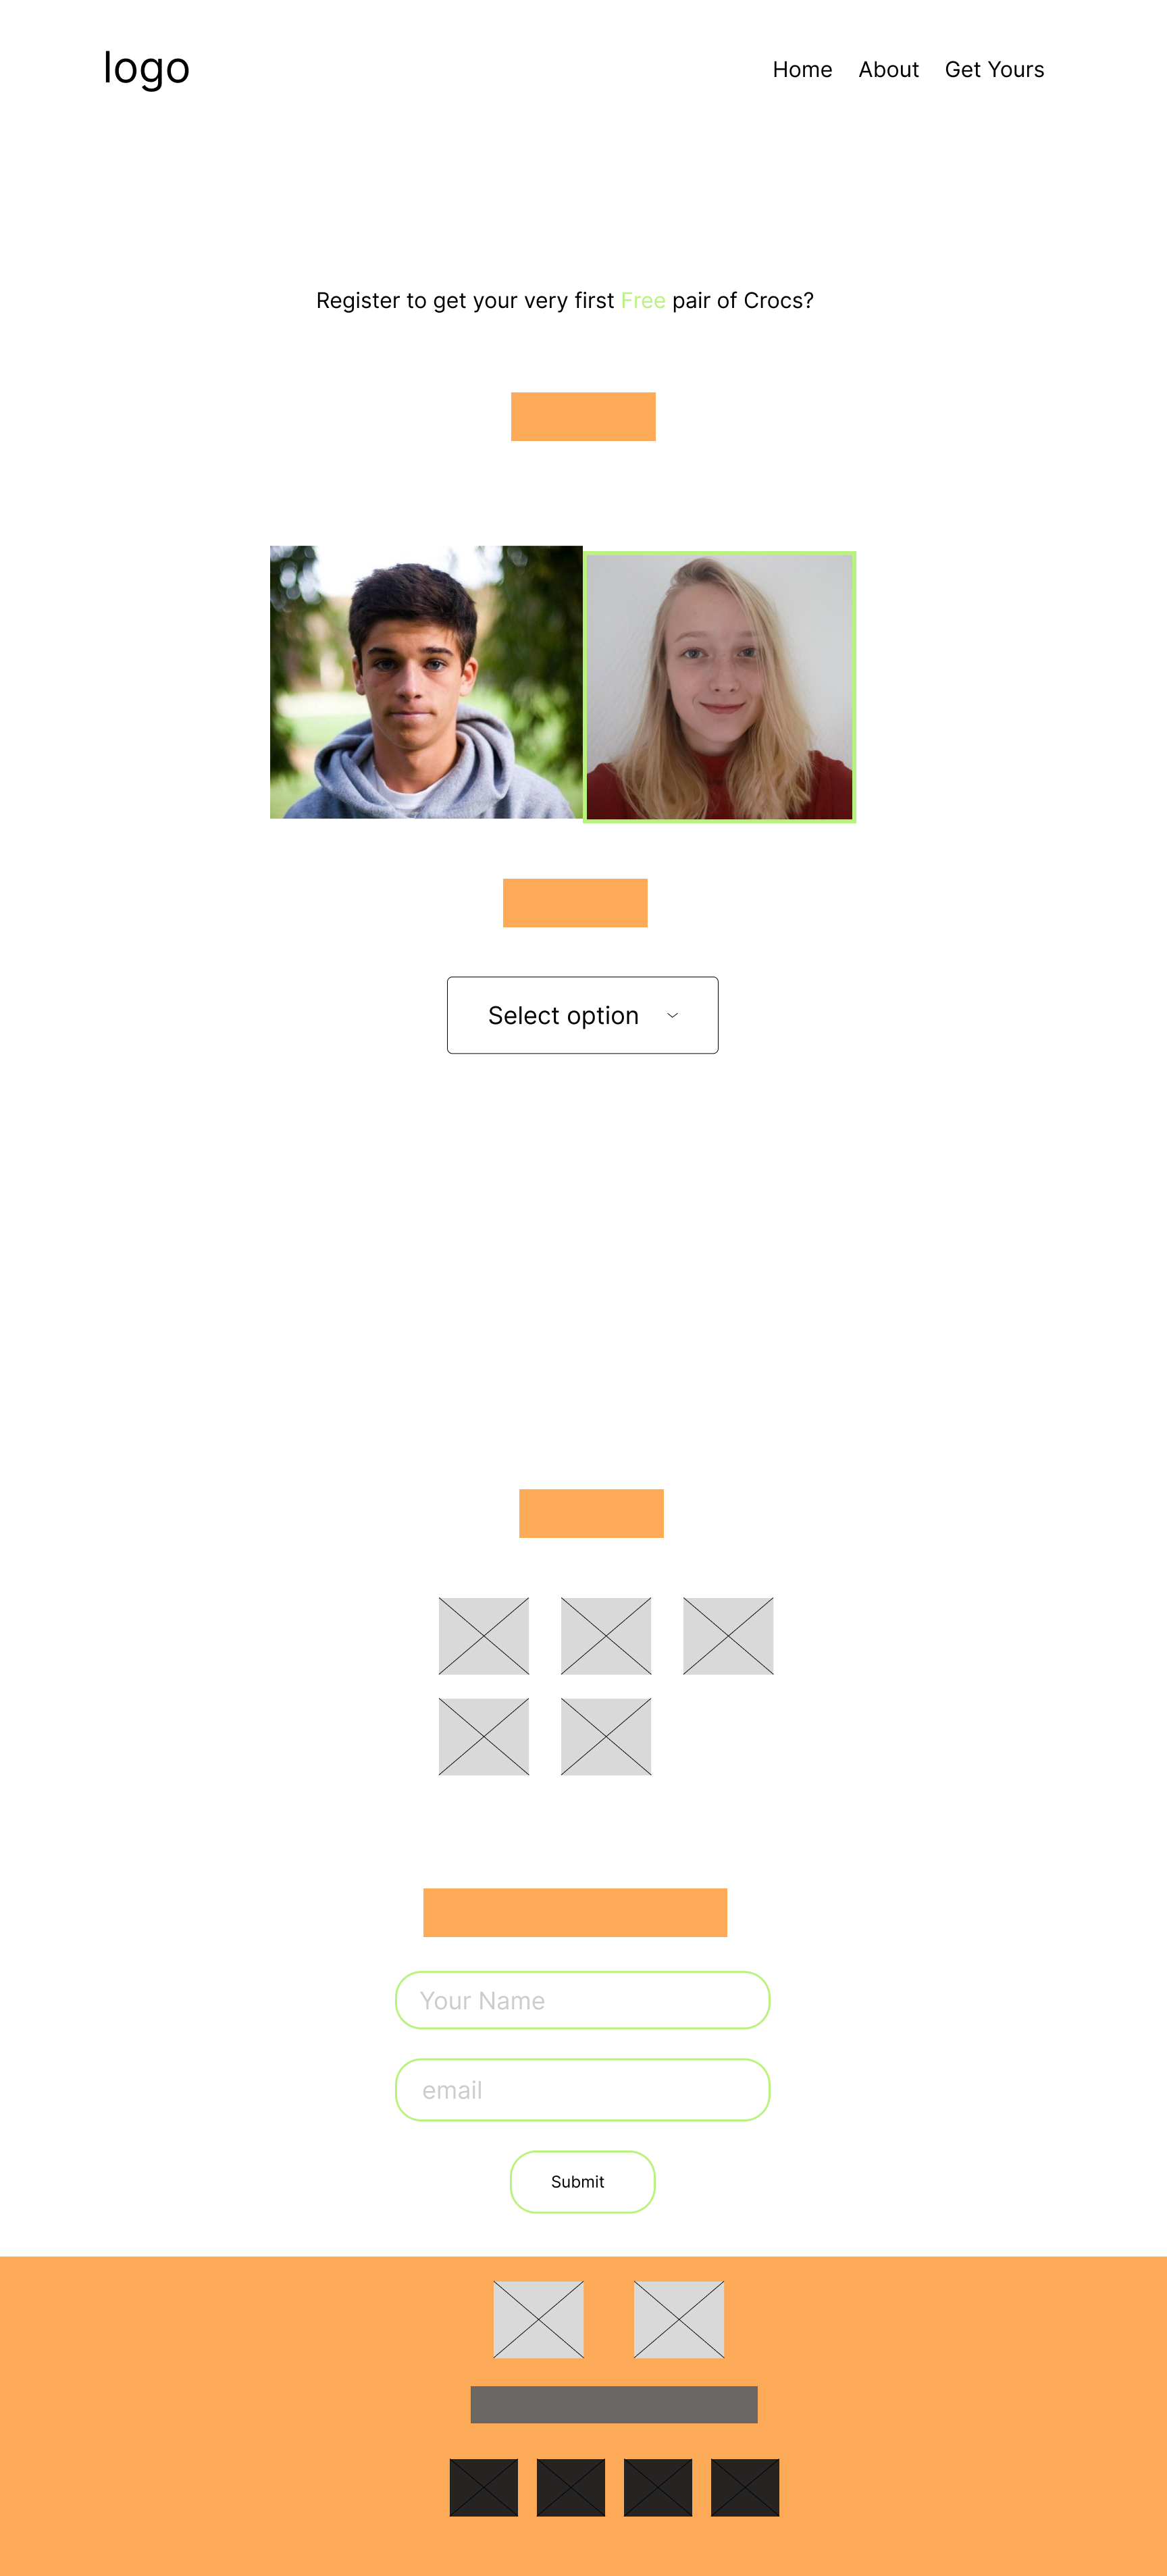 logo
Home About Get Yours
Register to get your very first Free pair of Crocs?
Select option
Your Name
email
Submit